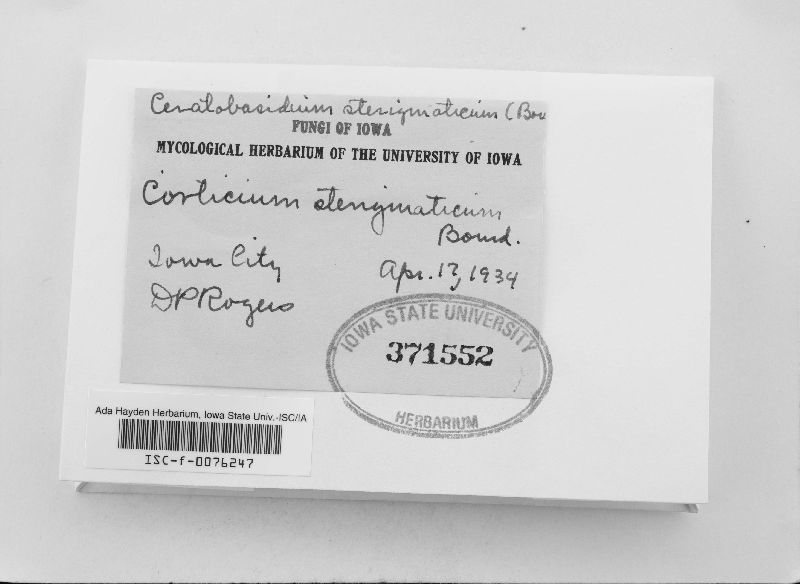 Ceratobasidium sterigmaticum (Bou
FUNGI OF IOWA
MYCOLOGICAL HERBARIUM OF THE UNIVERSITY OF IOWA
Corticium sterigmaticum
Bourd.
Iowa City
Apr. 17, 1934
DPRogers
IOWA STATE UNIVERSITY
371552
HERBARIUM
Ada Hayden Herbarium, Iowa State Univ.-ISC/IA
ISC-f-0076247